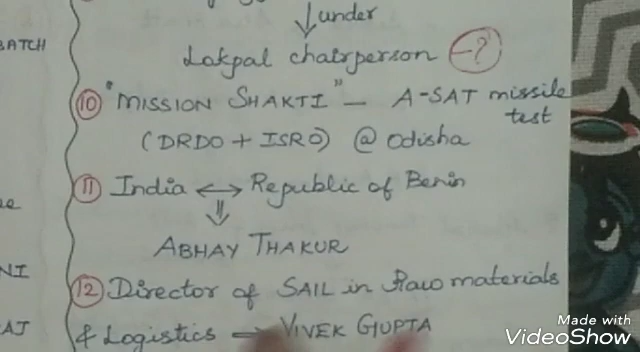 ↓ under
BATCH
Lokpal chairperson -?
10 "MISSION SHAKTI" - A-SAT missile
test
(DRDO + ISRO) @ Odisha
11 India ↔ Republic of Benin
⇓
ABHAY THAKUR
NI
12 Director of SAIL in Raw materials
AJ
& Logistics → VIVEK GUPTA
Made with
VideoShow